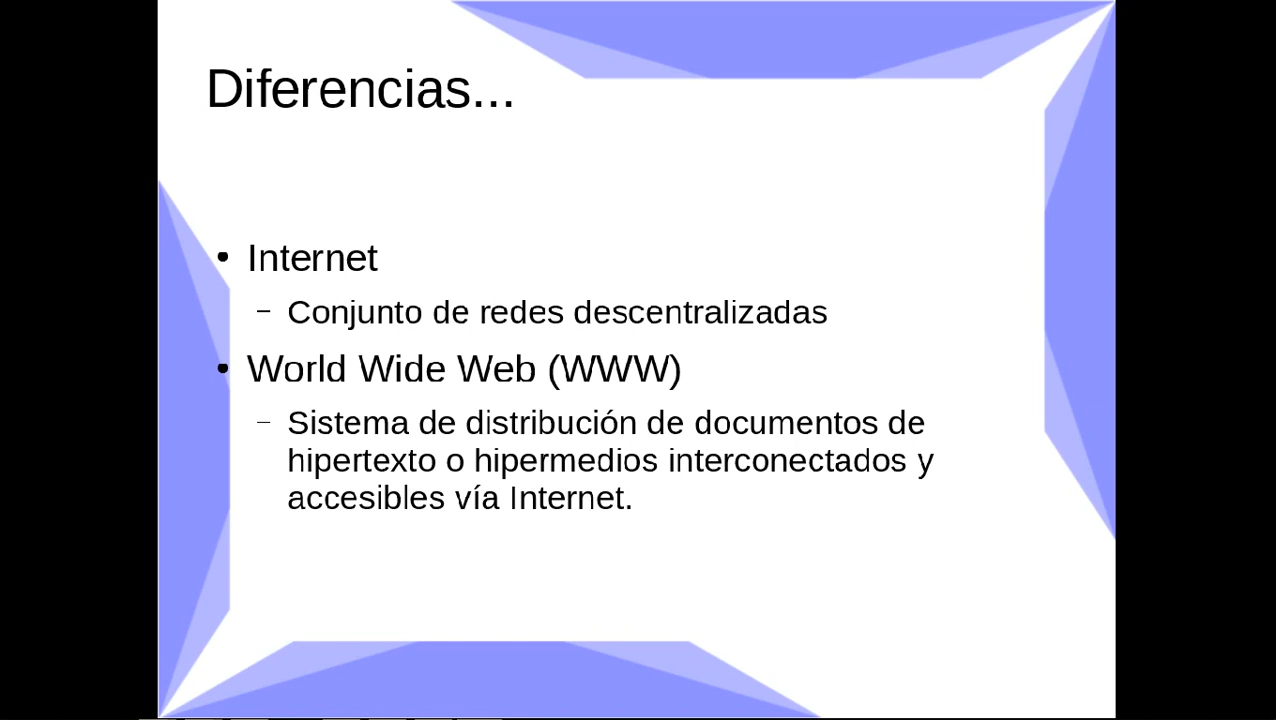 Diferencias...
• Internet
– Conjunto de redes descentralizadas
• World Wide Web (WWW)
– Sistema de distribución de documentos de
hipertexto o hipermedios interconectados y
accesibles vía Internet.